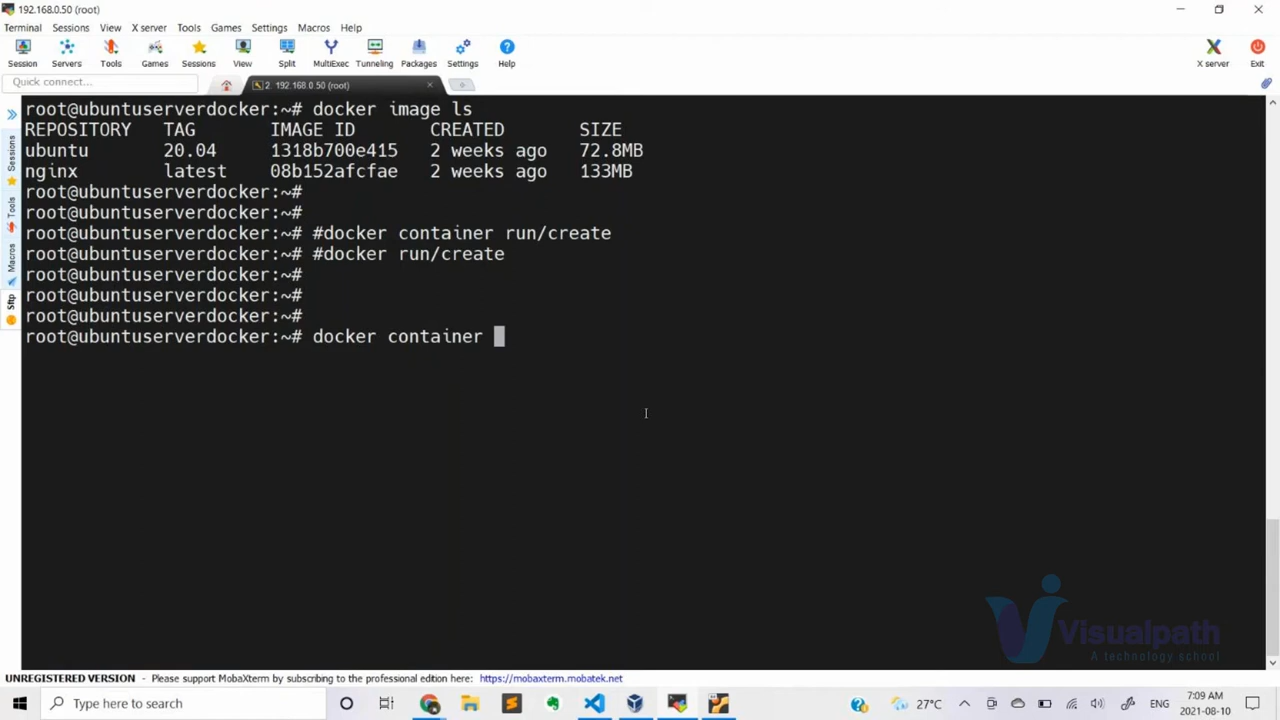 192.168.0.50 (root)
Terminal Sessions View X server Tools Games Settings Macros Help
Session Servers Tools Games Sessions View Split MultiExec Tunneling Packages Settings Help X server Exit
Quick connect...
2. 192.168.0.50 (root)
Sessions
Tools
Macros
Sftp
root@ubuntuserverdocker:~# docker image ls
REPOSITORY TAG IMAGE ID CREATED SIZE
ubuntu 20.04 1318b700e415 2 weeks ago 72.8MB
nginx latest 08b152afcfae 2 weeks ago 133MB
root@ubuntuserverdocker:~#
root@ubuntuserverdocker:~#
root@ubuntuserverdocker:~# #docker container run/create
root@ubuntuserverdocker:~# #docker run/create
root@ubuntuserverdocker:~#
root@ubuntuserverdocker:~#
root@ubuntuserverdocker:~#
root@ubuntuserverdocker:~# docker container
Visualpath
A technology school
UNREGISTERED VERSION - Please support MobaXterm by subscribing to the professional edition here: https://mobaxterm.mobatek.net
Type here to search
27°C
ENG
7:09 AM
2021-08-10